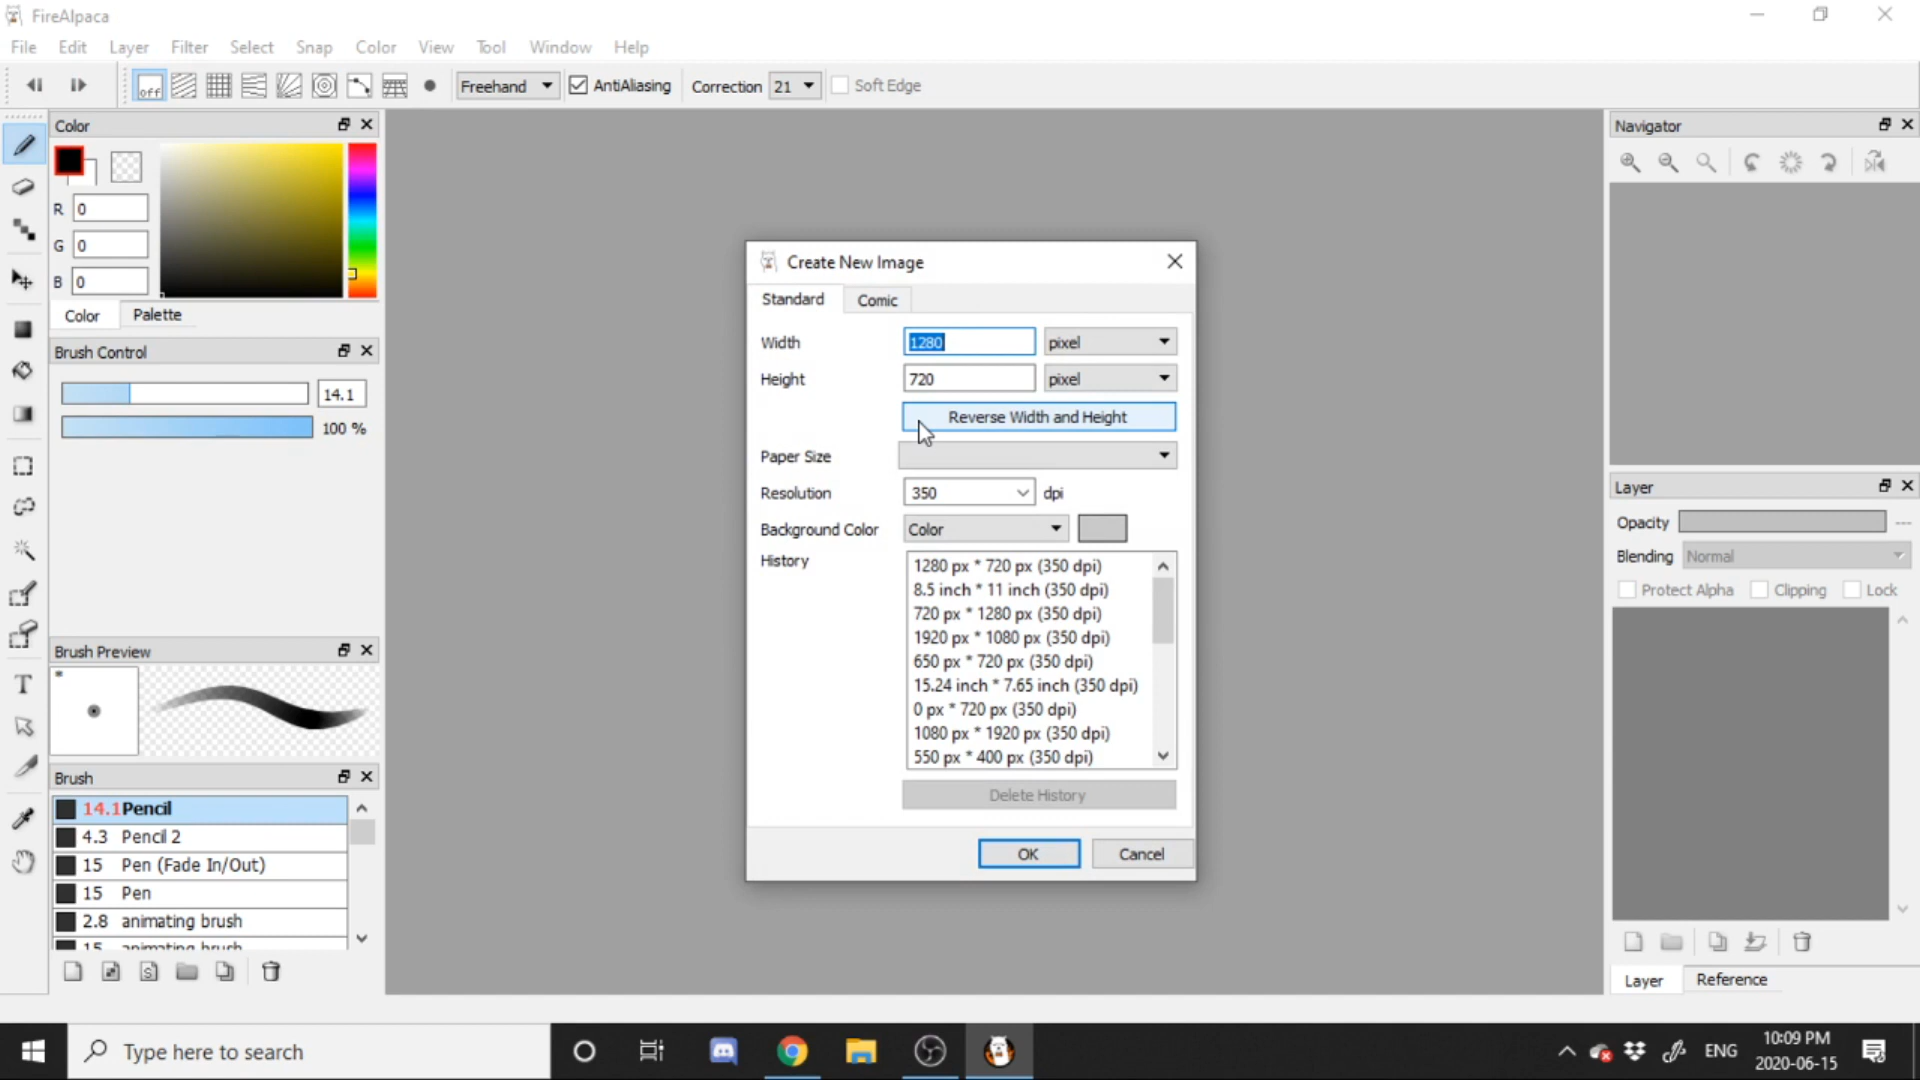 FireAlpaca
File Edit Layer Filter Select Snap Color View Tool Window Help
off Freehand AntiAliasing Correction 21 Soft Edge
Color
R 0
G 0
B 0
Color Palette
Brush Control
14.1
100 %
Brush Preview
*
Brush
14.1 Pencil
4.3 Pencil 2
15 Pen (Fade In/Out)
15 Pen
2.8 animating brush
15 animating brush
Create New Image
Standard Comic
Width 1280 pixel
Height 720 pixel
Reverse Width and Height
Paper Size
Resolution 350 dpi
Background Color Color
History
1280 px * 720 px (350 dpi)
8.5 inch * 11 inch (350 dpi)
720 px * 1280 px (350 dpi)
1920 px * 1080 px (350 dpi)
650 px * 720 px (350 dpi)
15.24 inch * 7.65 inch (350 dpi)
0 px * 720 px (350 dpi)
1080 px * 1920 px (350 dpi)
550 px * 400 px (350 dpi)
Delete History
OK Cancel
Navigator
Layer
Opacity ---
Blending Normal
Protect Alpha Clipping Lock
Layer Reference
Type here to search
ENG
10:09 PM
2020-06-15